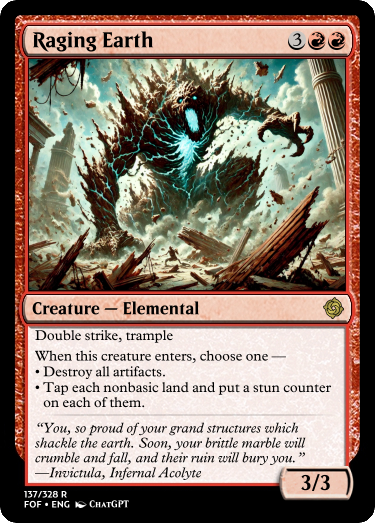 Raging Earth 3
Creature — Elemental
Double strike, trample
When this creature enters, choose one —
• Destroy all artifacts.
• Tap each nonbasic land and put a stun counter
on each of them.
“You, so proud of your grand structures which
shackle the earth. Soon, your brittle marble will
crumble and fall, and their ruin will bury you.”
—Invictula, Infernal Acolyte
3/3
137/328 R
FOF • ENG ChatGPT